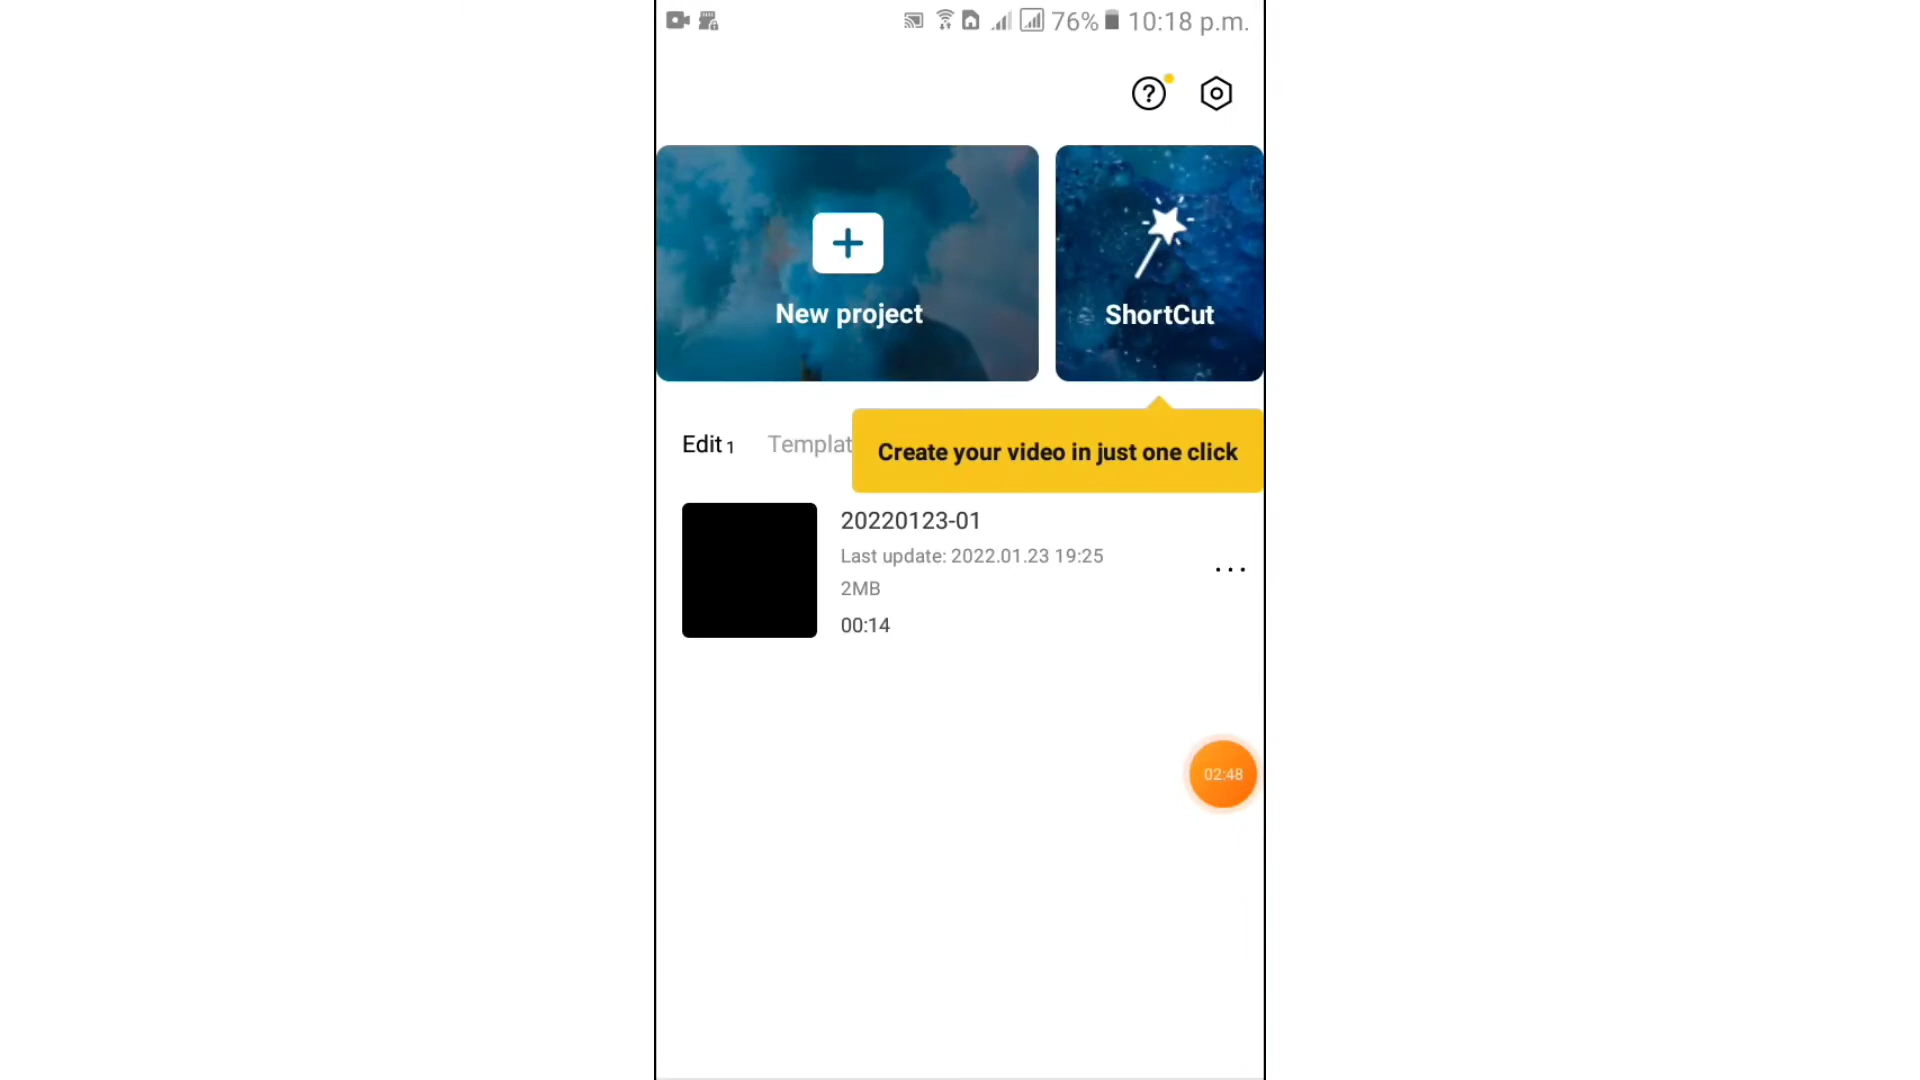 76% 10:18 p.m.
New project
ShortCut
Edit 1
Templat
Create your video in just one click
20220123-01
Last update: 2022.01.23 19:25
2MB
00:14
02:48